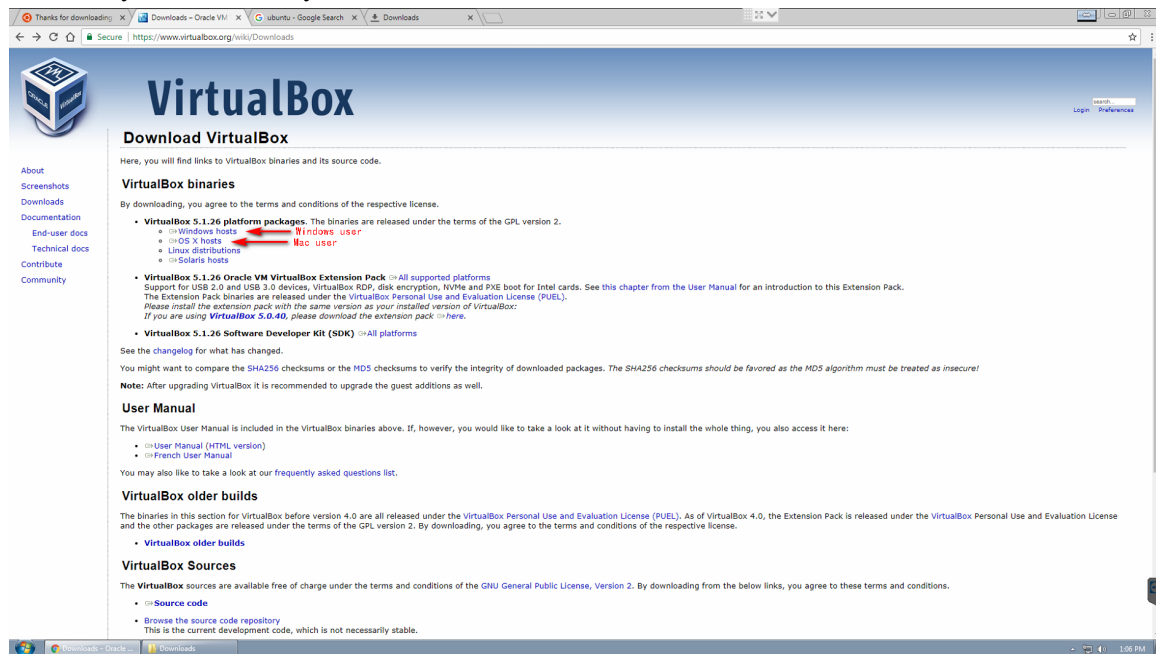 Thanks for downloading
Downloads – Oracle VM
ubuntu - Google Search
Downloads
Secure | https://www.virtualbox.org/wiki/Downloads
ORACLE
VM
VirtualBox
VirtualBox
search...
Login Preferences
Download VirtualBox
Here, you will find links to VirtualBox binaries and its source code.
About
Screenshots
Downloads
Documentation
End-user docs
Technical docs
Contribute
Community
VirtualBox binaries
By downloading, you agree to the terms and conditions of the respective license.
• VirtualBox 5.1.26 platform packages. The binaries are released under the terms of the GPL version 2.
Windows hosts Windows user
OS X hosts Mac user
Linux distributions
Solaris hosts
• VirtualBox 5.1.26 Oracle VM VirtualBox Extension Pack All supported platforms
Support for USB 2.0 and USB 3.0 devices, VirtualBox RDP, disk encryption, NVMe and PXE boot for Intel cards. See this chapter from the User Manual for an introduction to this Extension Pack.
The Extension Pack binaries are released under the VirtualBox Personal Use and Evaluation License (PUEL).
Please install the extension pack with the same version as your installed version of VirtualBox:
If you are using VirtualBox 5.0.40, please download the extension pack here.
• VirtualBox 5.1.26 Software Developer Kit (SDK) All platforms
See the changelog for what has changed.
You might want to compare the SHA256 checksums or the MD5 checksums to verify the integrity of downloaded packages. The SHA256 checksums should be favored as the MD5 algorithm must be treated as insecure!
Note: After upgrading VirtualBox it is recommended to upgrade the guest additions as well.
User Manual
The VirtualBox User Manual is included in the VirtualBox binaries above. If, however, you would like to take a look at it without having to install the whole thing, you also access it here:
• User Manual (HTML version)
• French User Manual
You may also like to take a look at our frequently asked questions list.
VirtualBox older builds
The binaries in this section for VirtualBox before version 4.0 are all released under the VirtualBox Personal Use and Evaluation License (PUEL). As of VirtualBox 4.0, the Extension Pack is released under the VirtualBox Personal Use and Evaluation License
and the other packages are released under the terms of the GPL version 2. By downloading, you agree to the terms and conditions of the respective license.
• VirtualBox older builds
VirtualBox Sources
The VirtualBox sources are available free of charge under the terms and conditions of the GNU General Public License, Version 2. By downloading from the below links, you agree to these terms and conditions.
• Source code
• Browse the source code repository
This is the current development code, which is not necessarily stable.
Downloads - Oracle ...
Downloads
1:06 PM